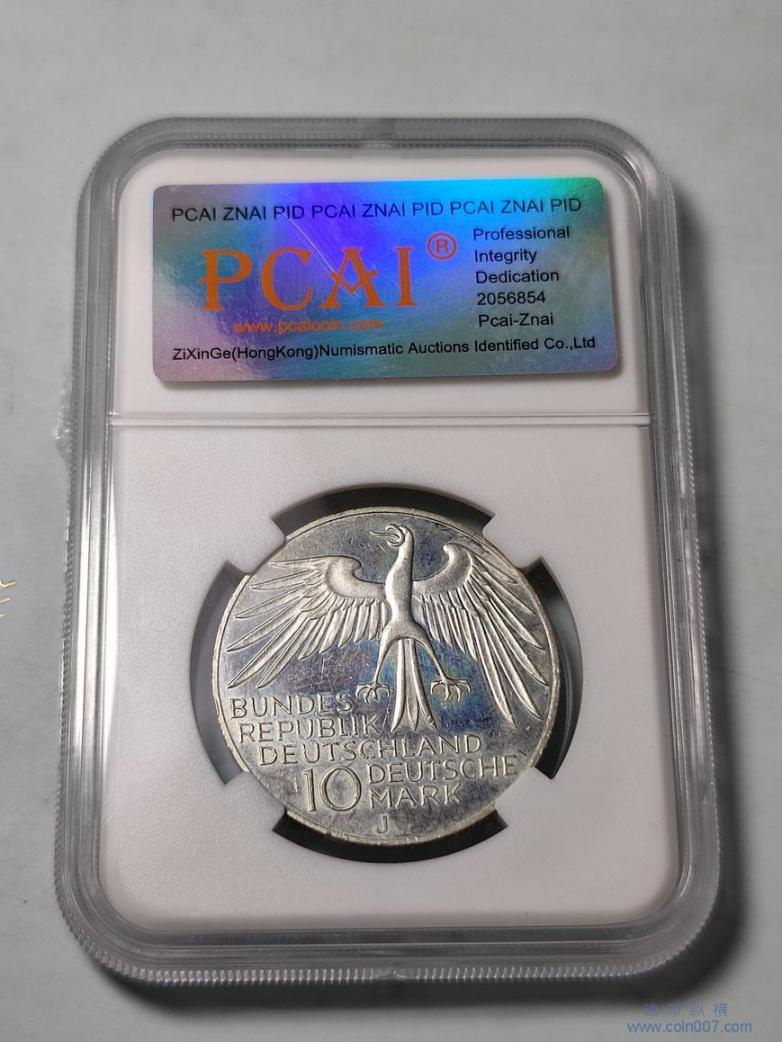 PCAI ZNAI PID PCAI ZNAI PID PCAI ZNAI PID
PCAI®
www.pcaicoin.com
Professional
Integrity
Dedication
2056854
Pcai-Znai
ZiXinGe(HongKong)Numismatic Auctions Identified Co.,Ltd
BUNDES
REPUBLIK
DEUTSCHLAND
10 DEUTSCHE
MARK
J
钱币纵横
www.coin007.com